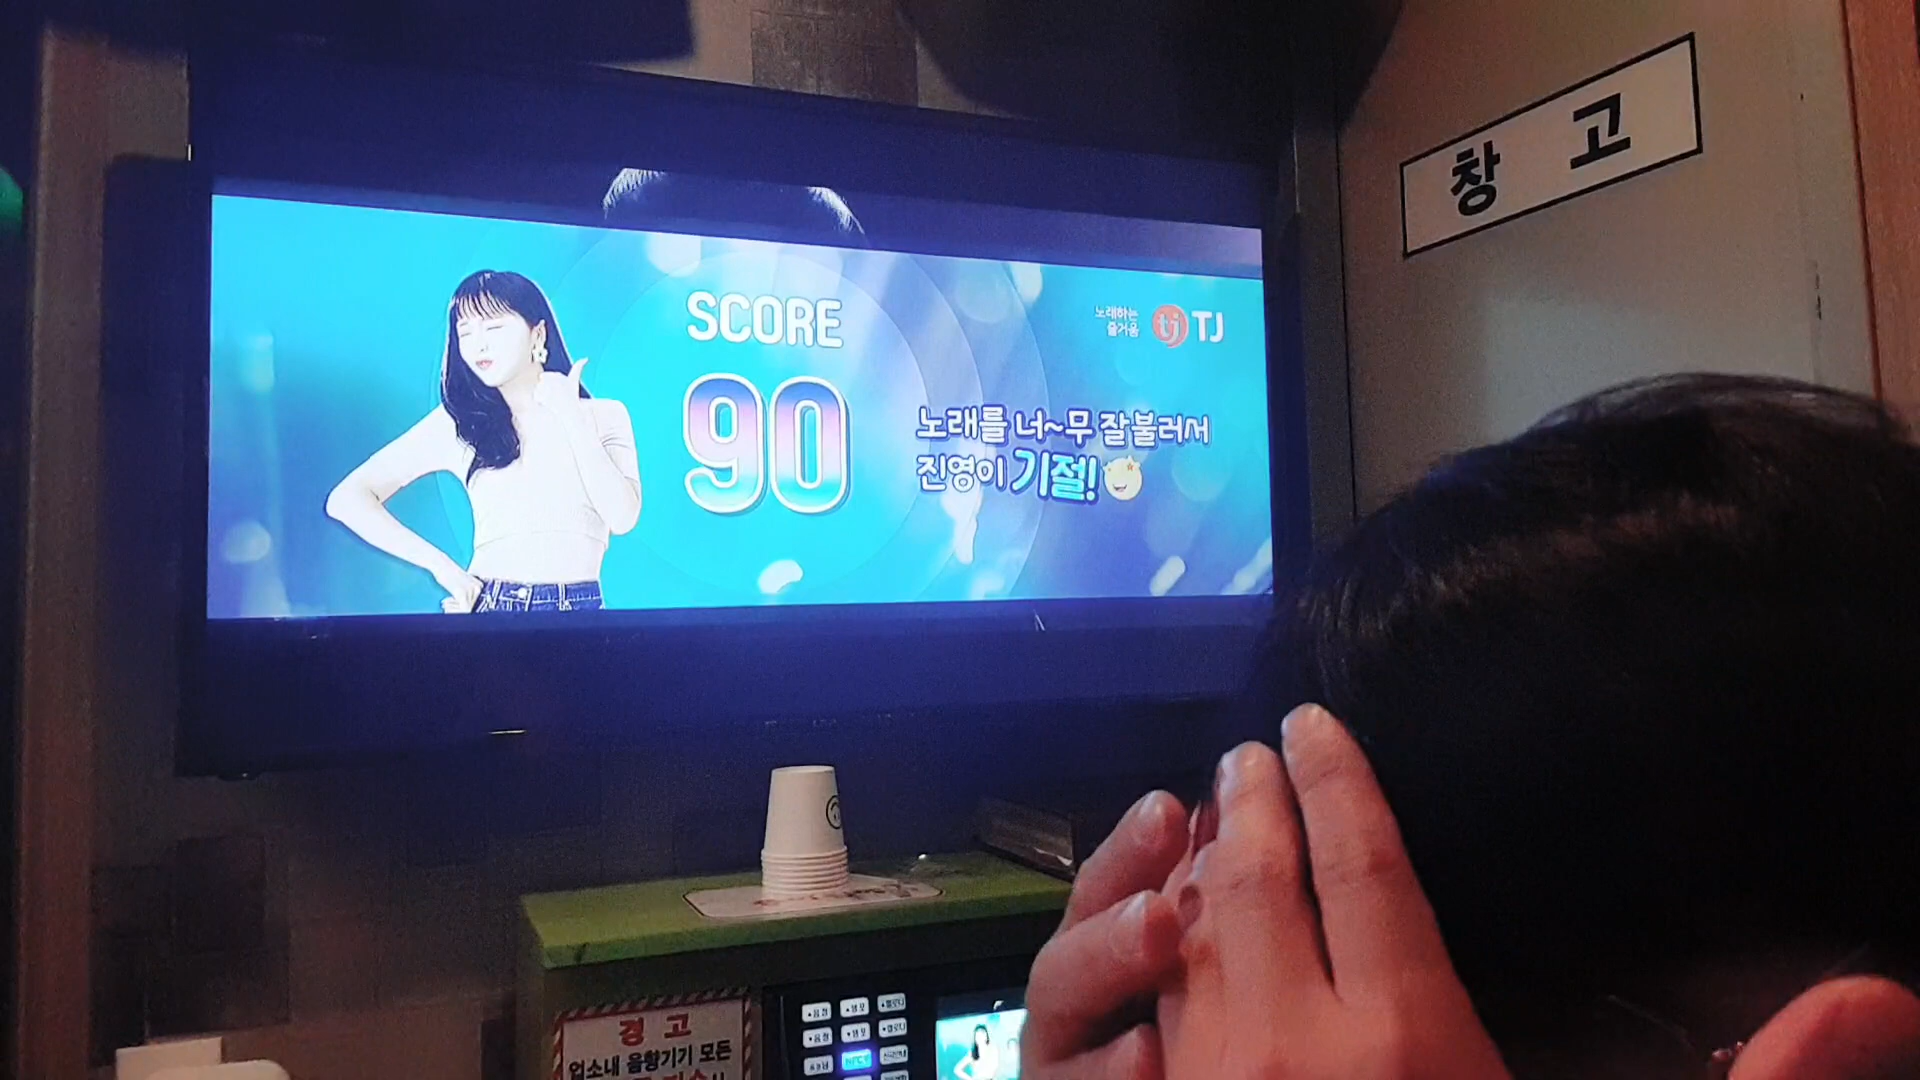 창 고
SCORE
90
노래하는
즐거움
tj TJ
노래를 너~무 잘불러서
진영이 기절!
경 고
업소내 음향기기 모든